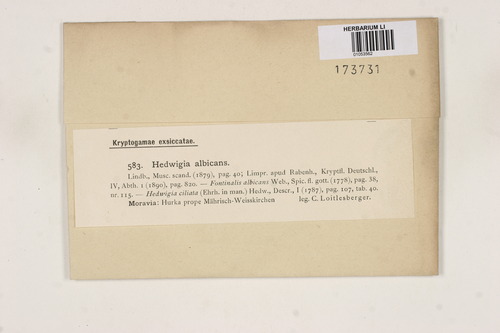 HERBARIUM LI
173731
Kryptogamae exsiccatae.
583. Hedwigia albicans.
Lindb., Musc. scand. (1879), pag. 40; Limpr. apud Rabenh., Kryptfl. Deutschl.,
IV, Abth. 1 (1890), pag. 820. — Fontinalis albicans Web., Spic. fl. gott. (1778), pag. 38,
nr. 115. — Hedwigia ciliata (Ehrh. in man.) Hedw., Descr., I (1787), pag. 107, tab. 40.
Moravia: Hurka prope Mährisch-Weisskirchen leg. C. Loitlesberger.